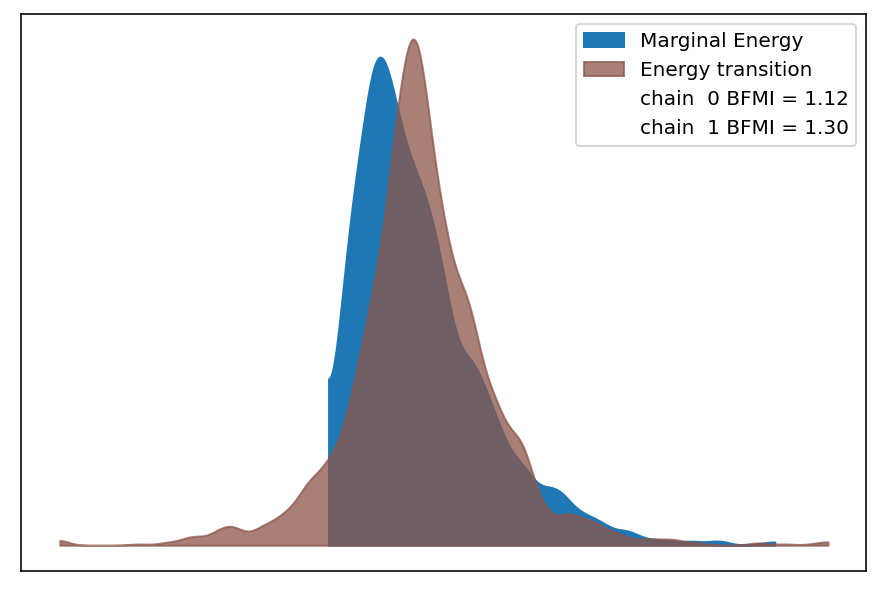 Marginal Energy
Energy transition
chain  0 BFMI = 1.12
chain  1 BFMI = 1.30